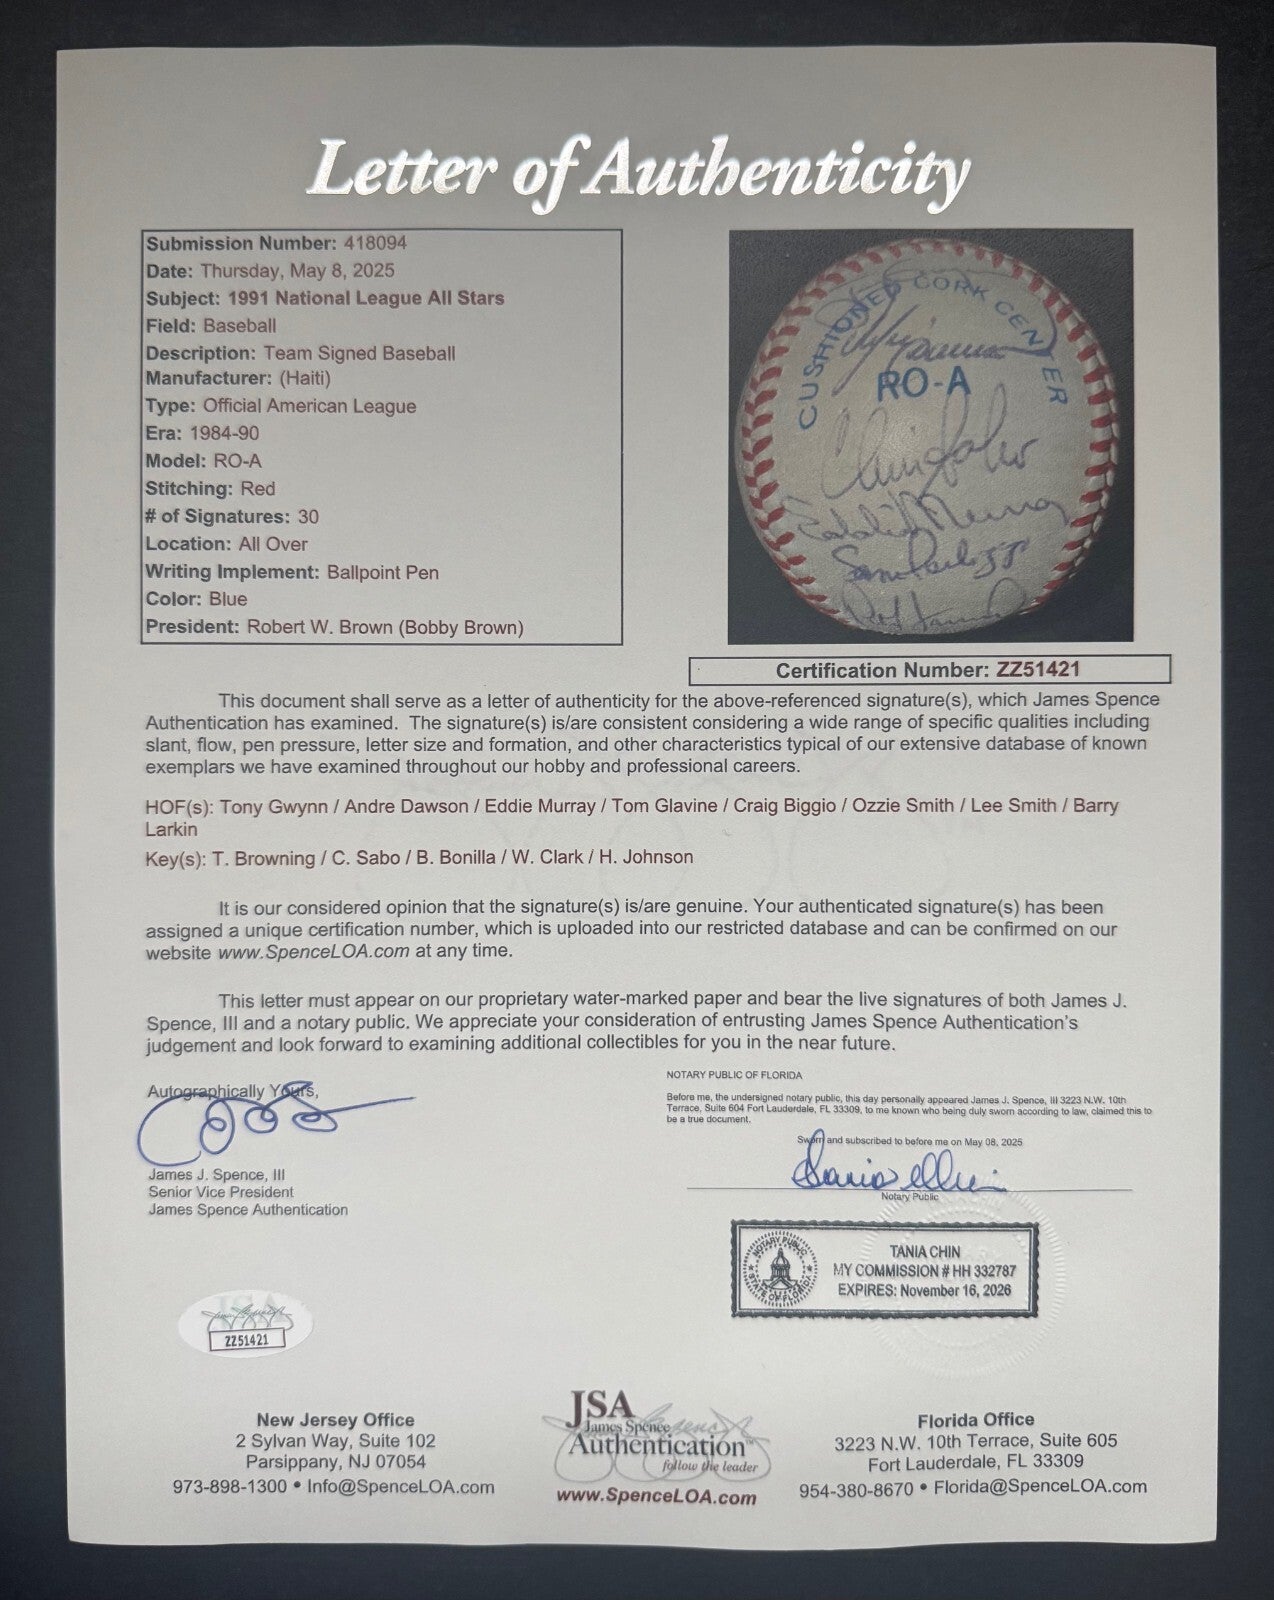 Letter of Authenticity
Submission Number: 418094
Date: Thursday, May 8, 2025
Subject: 1991 National League All Stars
Field: Baseball
Description: Team Signed Baseball
Manufacturer: (Haiti)
Type: Official American League
Era: 1984-90
Model: RO-A
Stitching: Red
# of Signatures: 30
Location: All Over
Writing Implement: Ballpoint Pen
Color: Blue
President: Robert W. Brown (Bobby Brown)
CUSHIONED CORK CENTER
RO-A
Chris Sabo
Eddie Murray
Certification Number: ZZ51421
This document shall serve as a letter of authenticity for the above-referenced signature(s), which James Spence
Authentication has examined. The signature(s) is/are consistent considering a wide range of specific qualities including
slant, flow, pen pressure, letter size and formation, and other characteristics typical of our extensive database of known
exemplars we have examined throughout our hobby and professional careers.
HOF(s): Tony Gwynn / Andre Dawson / Eddie Murray / Tom Glavine / Craig Biggio / Ozzie Smith / Lee Smith / Barry
Larkin
Key(s): T. Browning / C. Sabo / B. Bonilla / W. Clark / H. Johnson
It is our considered opinion that the signature(s) is/are genuine. Your authenticated signature(s) has been
assigned a unique certification number, which is uploaded into our restricted database and can be confirmed on our
website www.SpenceLOA.com at any time.
This letter must appear on our proprietary water-marked paper and bear the live signatures of both James J.
Spence, III and a notary public. We appreciate your consideration of entrusting James Spence Authentication's
judgement and look forward to examining additional collectibles for you in the near future.
Autographically Yours,
James J. Spence, III
Senior Vice President
James Spence Authentication
NOTARY PUBLIC OF FLORIDA
Before me, the undersigned notary public, this day personally appeared James J. Spence, III 3223 N.W. 10th
Terrace, Suite 604 Fort Lauderdale, FL 33309, to me known who being duly sworn according to law, claimed this to
be a true document.
Sworn and subscribed to before me on May 08, 2025
Notary Public
NOTARY PUBLIC
STATE OF FLORIDA
TANIA CHIN
MY COMMISSION # HH 332787
EXPIRES: November 16, 2026
JSA
ZZ51421
New Jersey Office
2 Sylvan Way, Suite 102
Parsippany, NJ 07054
973-898-1300 • Info@SpenceLOA.com
JSA
James Spence
Authentication™
follow the leader
www.SpenceLOA.com
Florida Office
3223 N.W. 10th Terrace, Suite 605
Fort Lauderdale, FL 33309
954-380-8670 • Florida@SpenceLOA.com